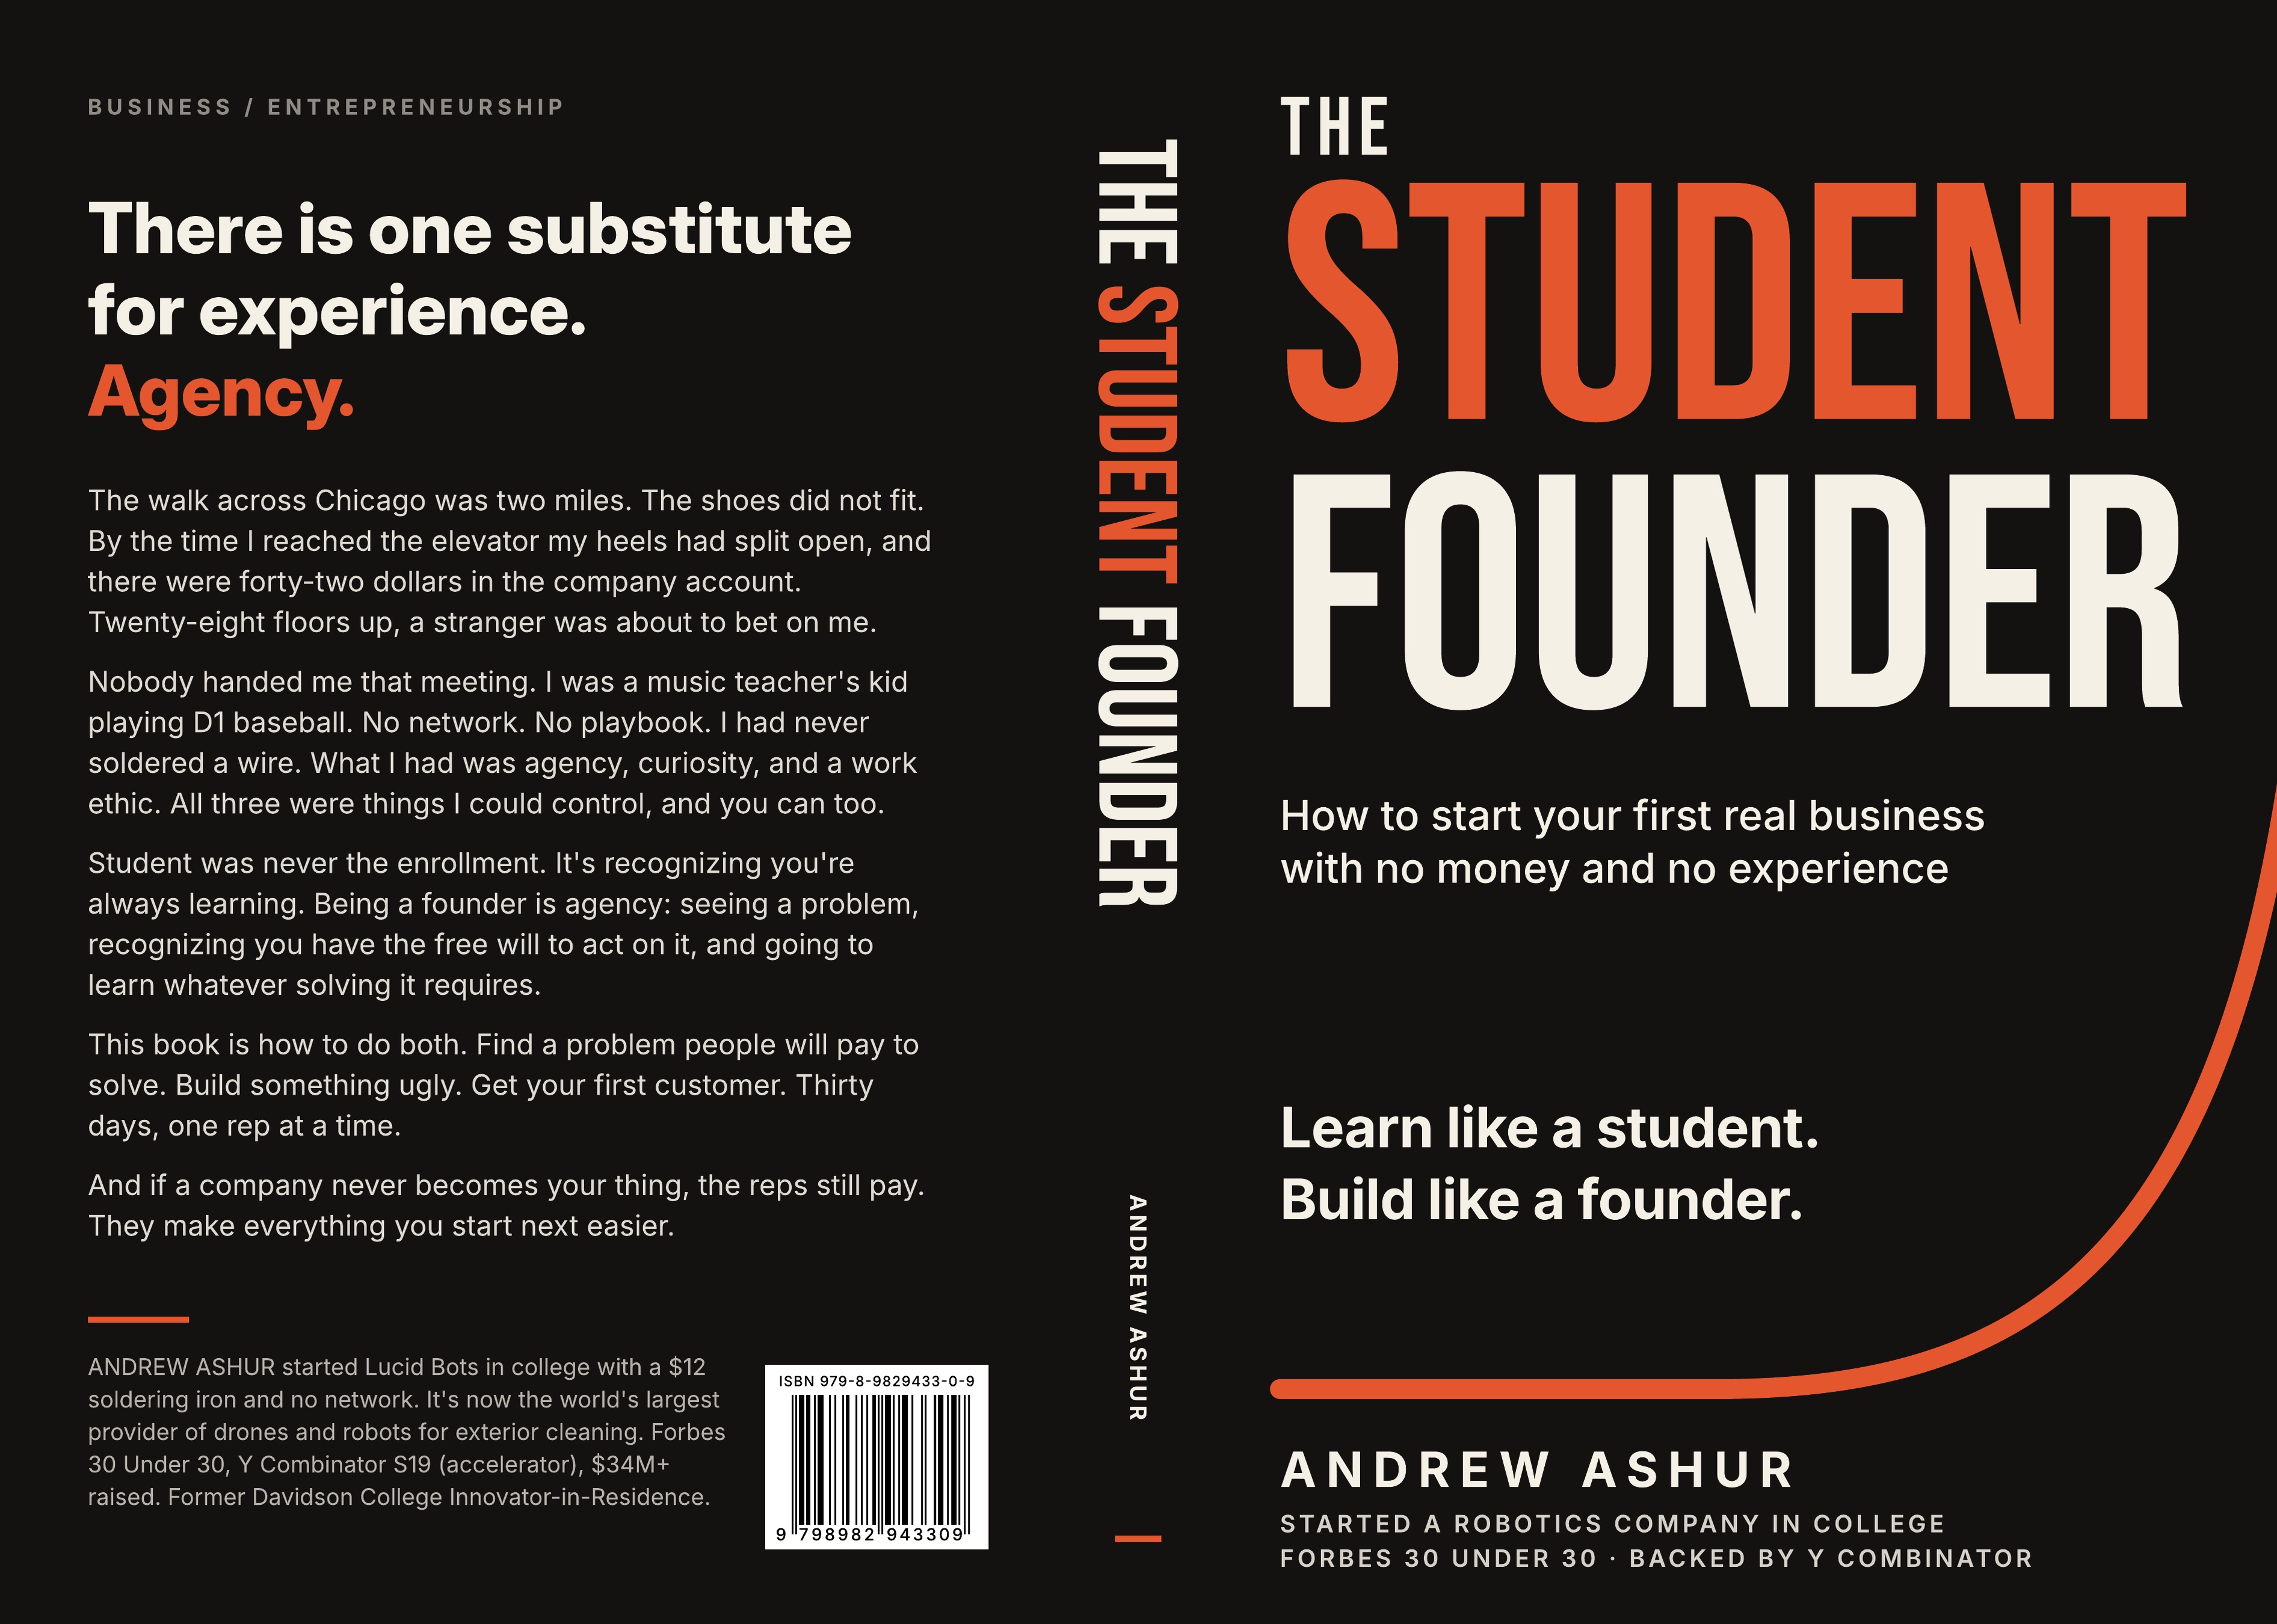 BUSINESS / ENTREPRENEURSHIP
There is one substitute
for experience.
Agency.
The walk across Chicago was two miles. The shoes did not fit.
By the time I reached the elevator my heels had split open, and
there were forty-two dollars in the company account.
Twenty-eight floors up, a stranger was about to bet on me.
Nobody handed me that meeting. I was a music teacher's kid
playing D1 baseball. No network. No playbook. I had never
soldered a wire. What I had was agency, curiosity, and a work
ethic. All three were things I could control, and you can too.
Student was never the enrollment. It's recognizing you're
always learning. Being a founder is agency: seeing a problem,
recognizing you have the free will to act on it, and going to
learn whatever solving it requires.
This book is how to do both. Find a problem people will pay to
solve. Build something ugly. Get your first customer. Thirty
days, one rep at a time.
And if a company never becomes your thing, the reps still pay.
They make everything you start next easier.
ANDREW ASHUR started Lucid Bots in college with a $12
soldering iron and no network. It's now the world's largest
provider of drones and robots for exterior cleaning. Forbes
30 Under 30, Y Combinator S19 (accelerator), $34M+
raised. Former Davidson College Innovator-in-Residence.
ISBN 979-8-9829433-0-9
9 798982 943309
THE STUDENT FOUNDER
ANDREW ASHUR
THE
STUDENT
FOUNDER
How to start your first real business
with no money and no experience
Learn like a student.
Build like a founder.
ANDREW ASHUR
STARTED A ROBOTICS COMPANY IN COLLEGE
FORBES 30 UNDER 30 · BACKED BY Y COMBINATOR